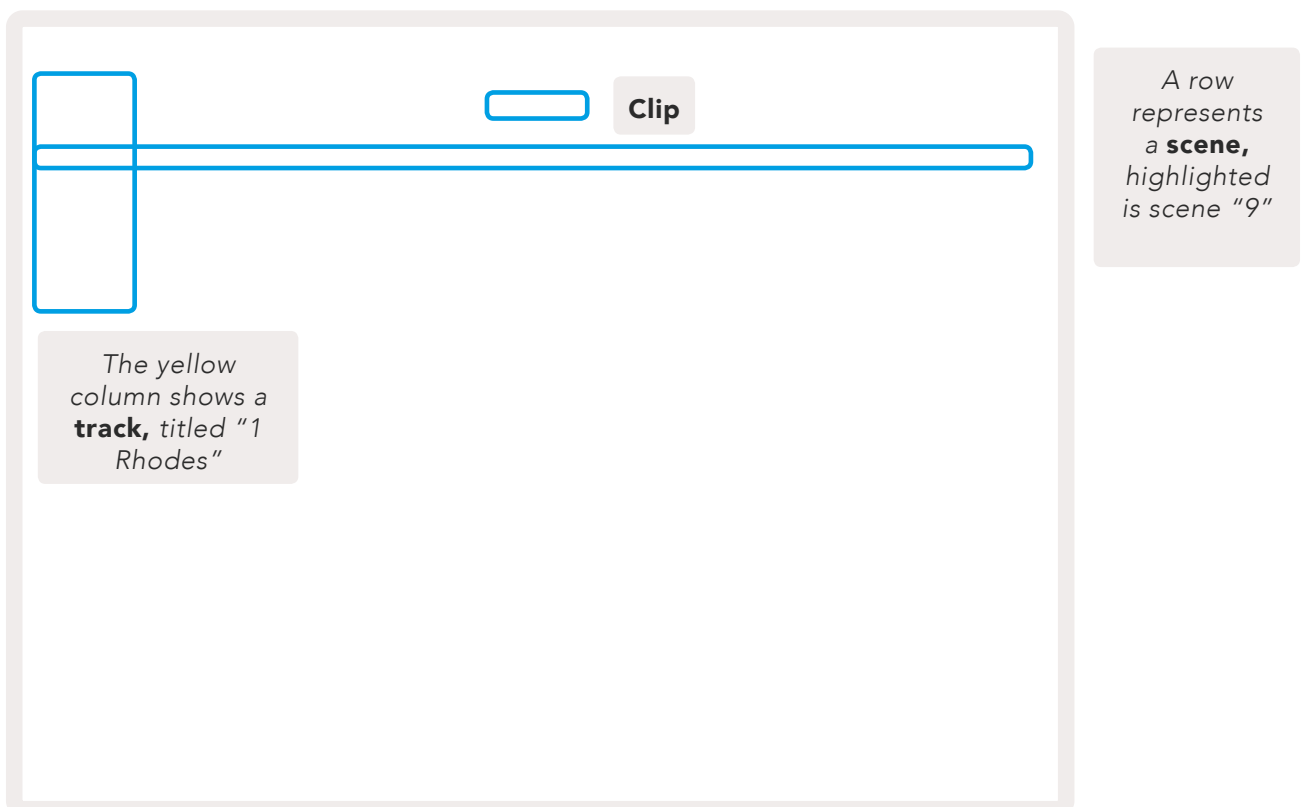 Clip
A row
represents
a scene,
highlighted
is scene “9”
The yellow
column shows a
track, titled “1
Rhodes”